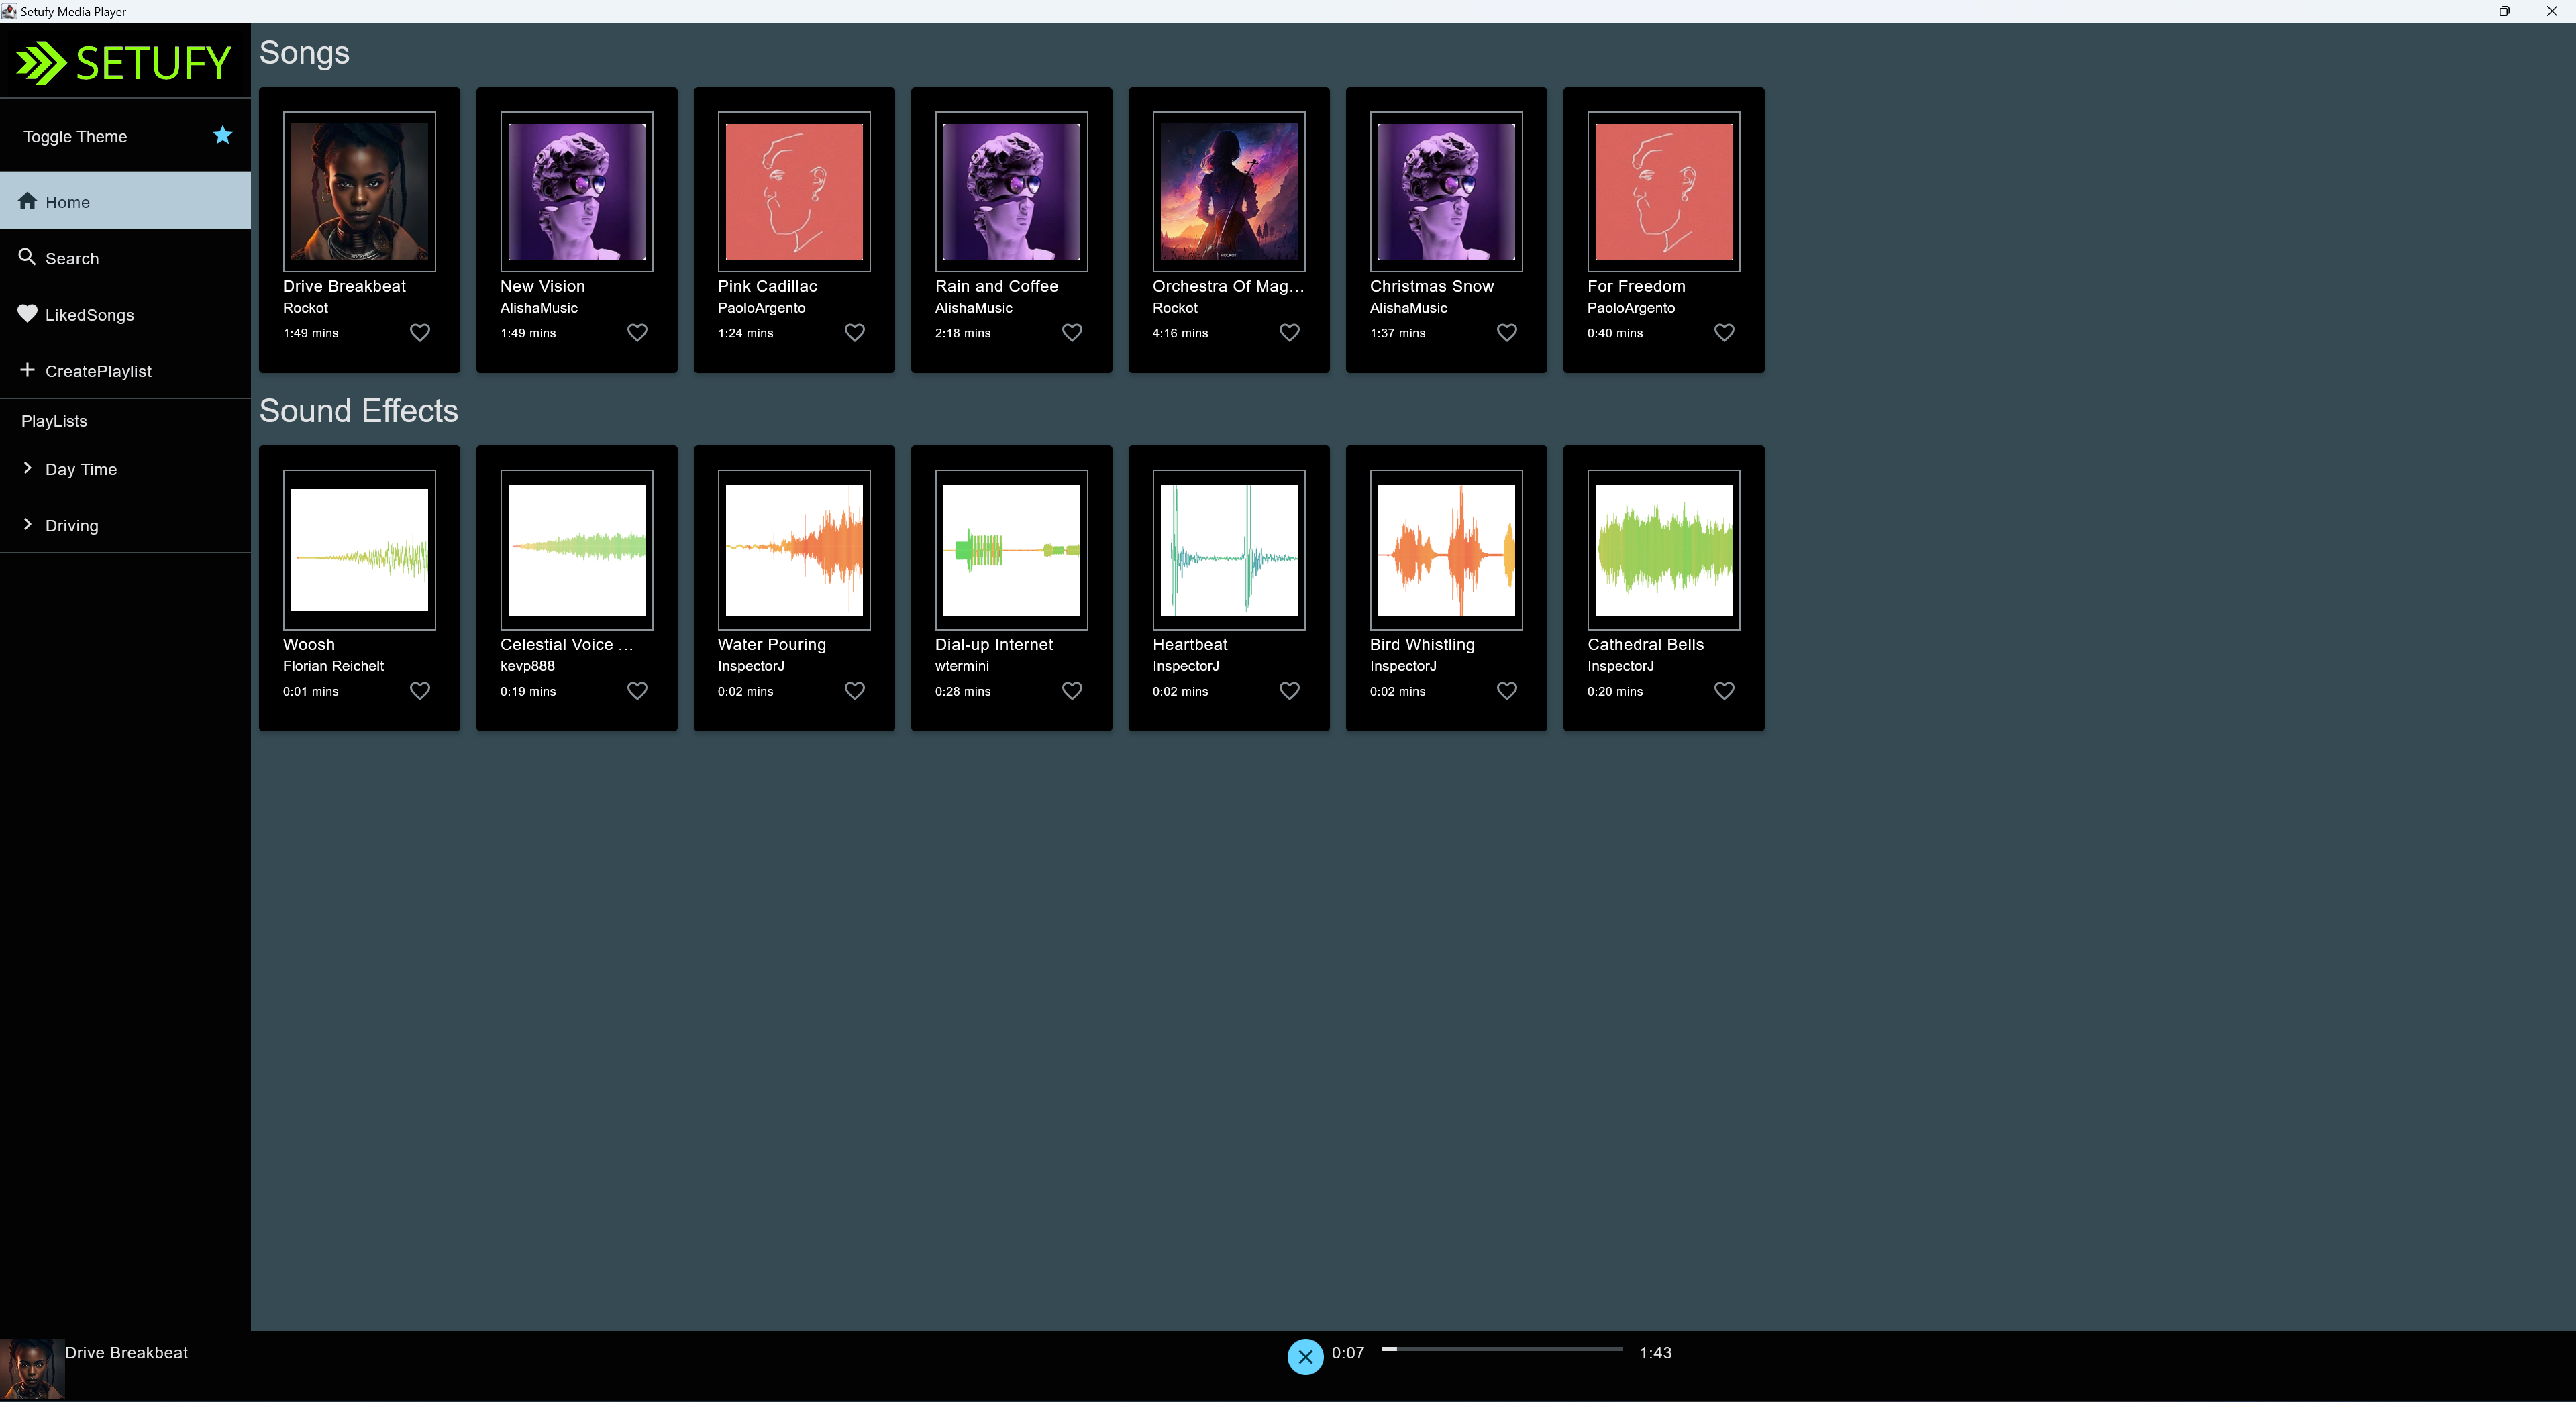 Setufy Media Player
SETUFY
Toggle Theme
Home
Search
LikedSongs
CreatePlaylist
PlayLists
Day Time
Driving
Songs
Drive Breakbeat
Rockot
1:49 mins
New Vision
AlishaMusic
1:49 mins
Pink Cadillac
PaoloArgento
1:24 mins
Rain and Coffee
AlishaMusic
2:18 mins
ROCKOT
Orchestra Of Mag...
Rockot
4:16 mins
Christmas Snow
AlishaMusic
1:37 mins
For Freedom
PaoloArgento
0:40 mins
Sound Effects
Woosh
Florian Reichelt
0:01 mins
Celestial Voice ...
kevp888
0:19 mins
Water Pouring
InspectorJ
0:02 mins
Dial-up Internet
wtermini
0:28 mins
Heartbeat
InspectorJ
0:02 mins
Bird Whistling
InspectorJ
0:02 mins
Cathedral Bells
InspectorJ
0:20 mins
Drive Breakbeat
0:07
1:43